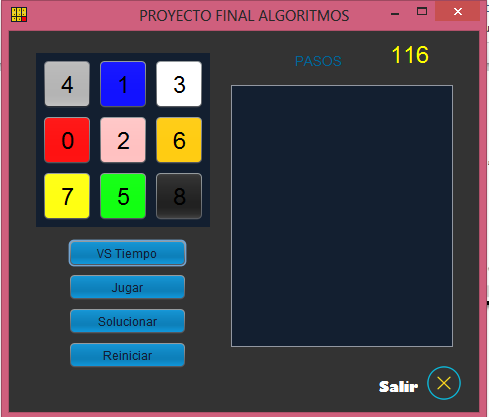 PROYECTO FINAL ALGORITMOS
PASOS 116
4 1 3
0 2 6
7 5 8
VS Tiempo
Jugar
Solucionar
Reiniciar
Salir